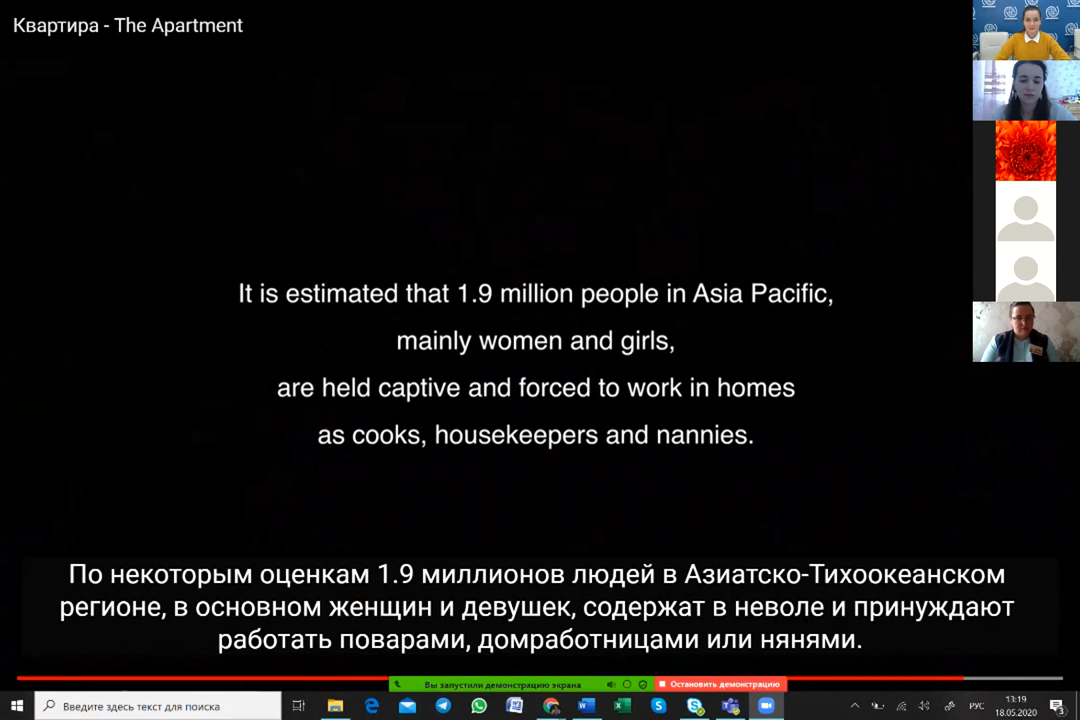 Квартира - The Apartment
It is estimated that 1.9 million people in Asia Pacific,
mainly women and girls,
are held captive and forced to work in homes
as cooks, housekeepers and nannies.
По некоторым оценкам 1.9 миллионов людей в Азиатско-Тихоокеанском
регионе, в основном женщин и девушек, содержат в неволе и принуждают
работать поварами, домработницами или нянями.
Вы запустили демонстрацию экрана
Остановить демонстрацию
Введите здесь текст для поиска
РУС
13:19
18.05.2020
3